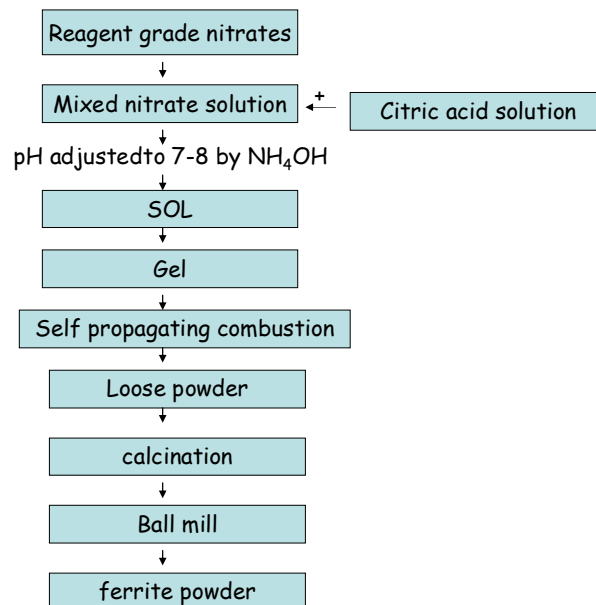 Reagent grade nitrates
Mixed nitrate solution
+
Citric acid solution
pH adjustedto 7-8 by NH₄OH
SOL
Gel
Self propagating combustion
Loose powder
calcination
Ball mill
ferrite powder